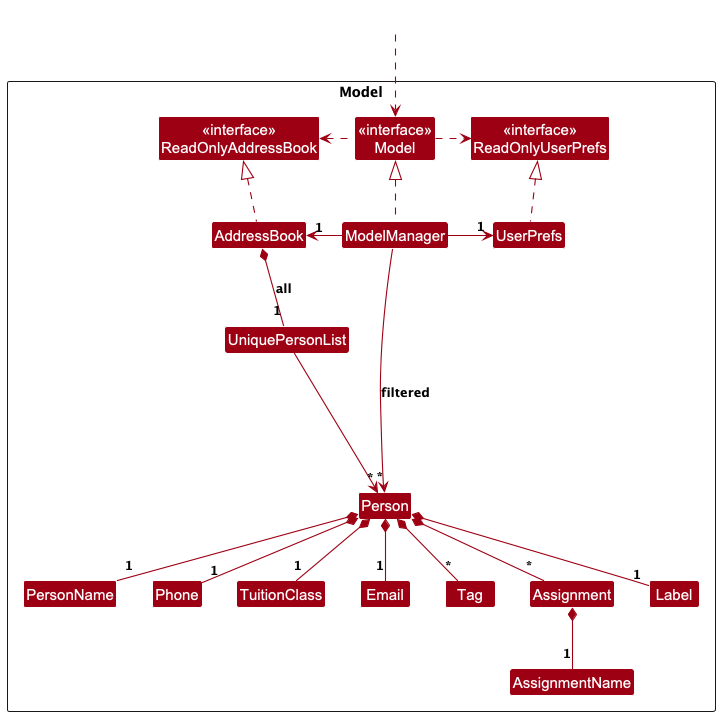 Model
«interface»
ReadOnlyAddressBook
«interface»
Model
«interface»
ReadOnlyUserPrefs
AddressBook
1
ModelManager
1
UserPrefs
all
1
UniquePersonList
filtered
* *
Person
1
1
1
1
*
*
1
PersonName
Phone
TuitionClass
Email
Tag
Assignment
Label
1
AssignmentName